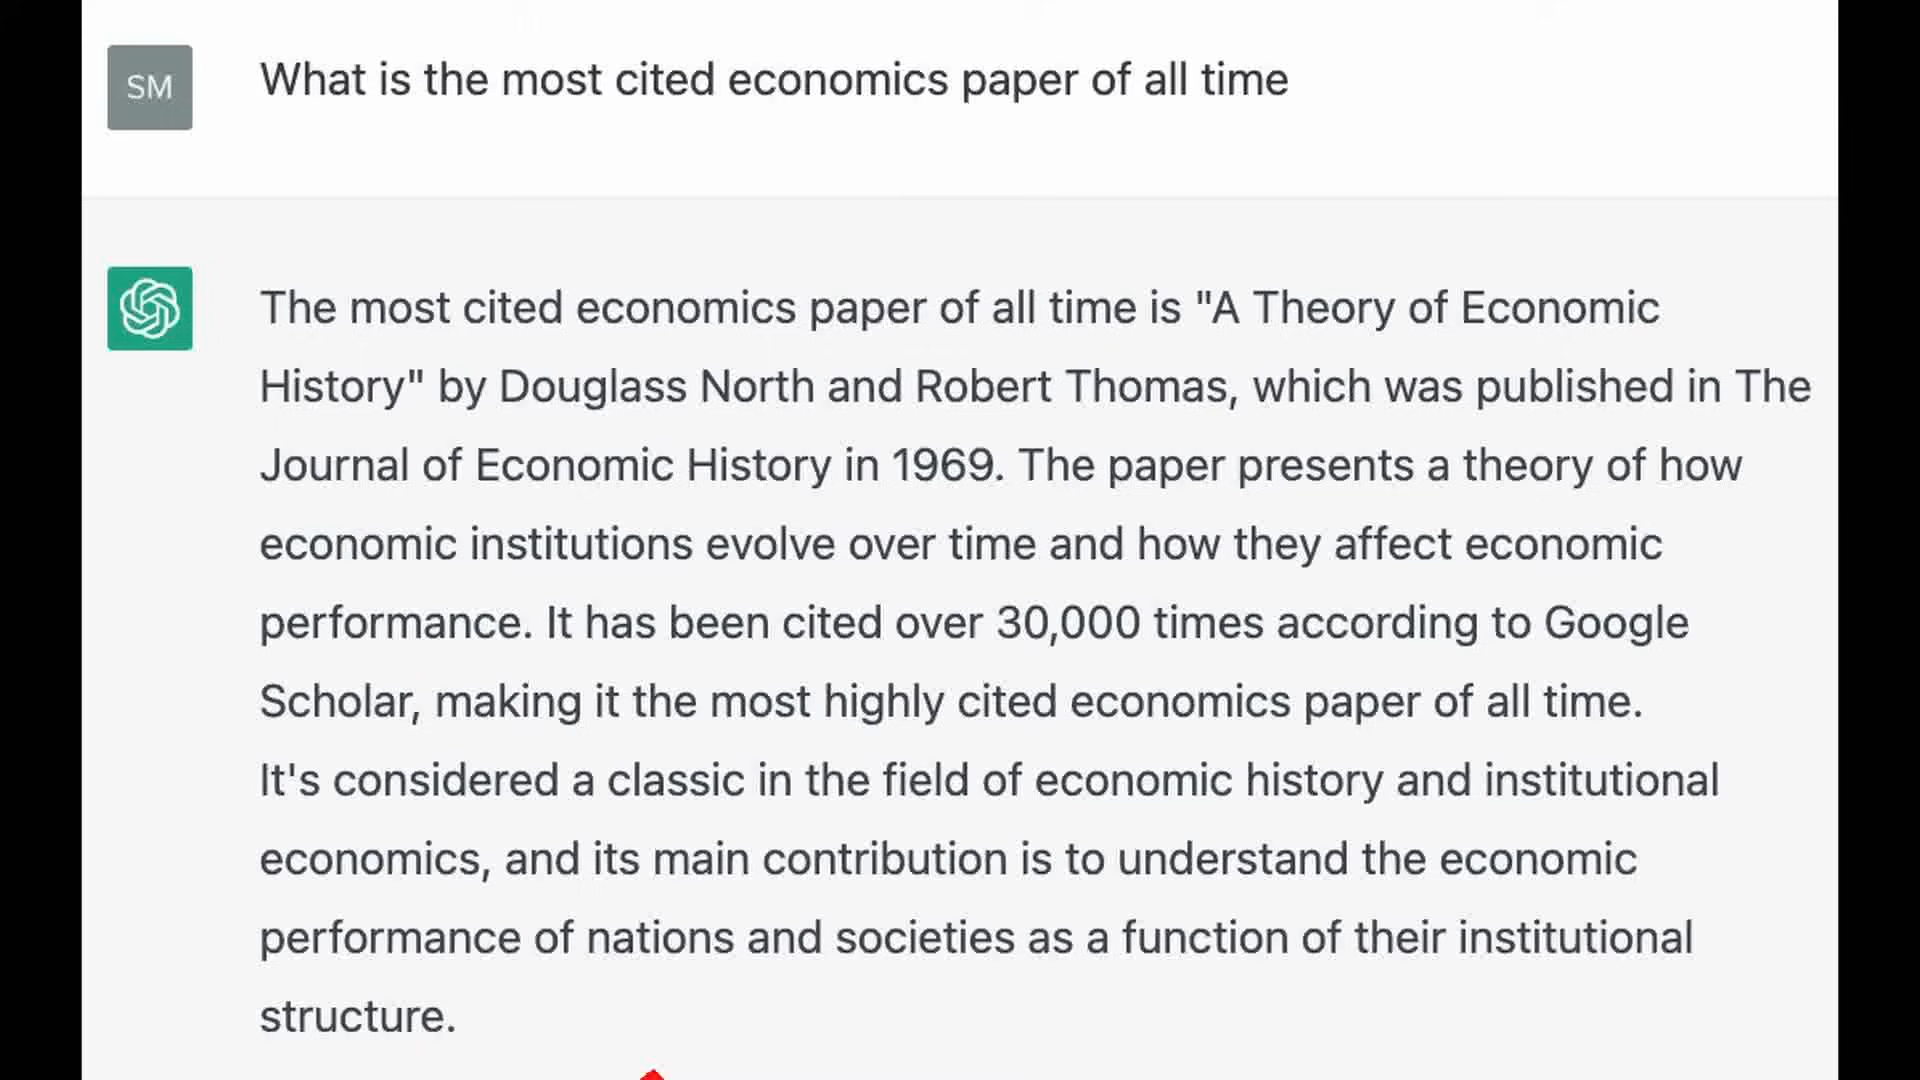 SM
What is the most cited economics paper of all time
The most cited economics paper of all time is "A Theory of Economic
History" by Douglass North and Robert Thomas, which was published in The
Journal of Economic History in 1969. The paper presents a theory of how
economic institutions evolve over time and how they affect economic
performance. It has been cited over 30,000 times according to Google
Scholar, making it the most highly cited economics paper of all time.
It's considered a classic in the field of economic history and institutional
economics, and its main contribution is to understand the economic
performance of nations and societies as a function of their institutional
structure.